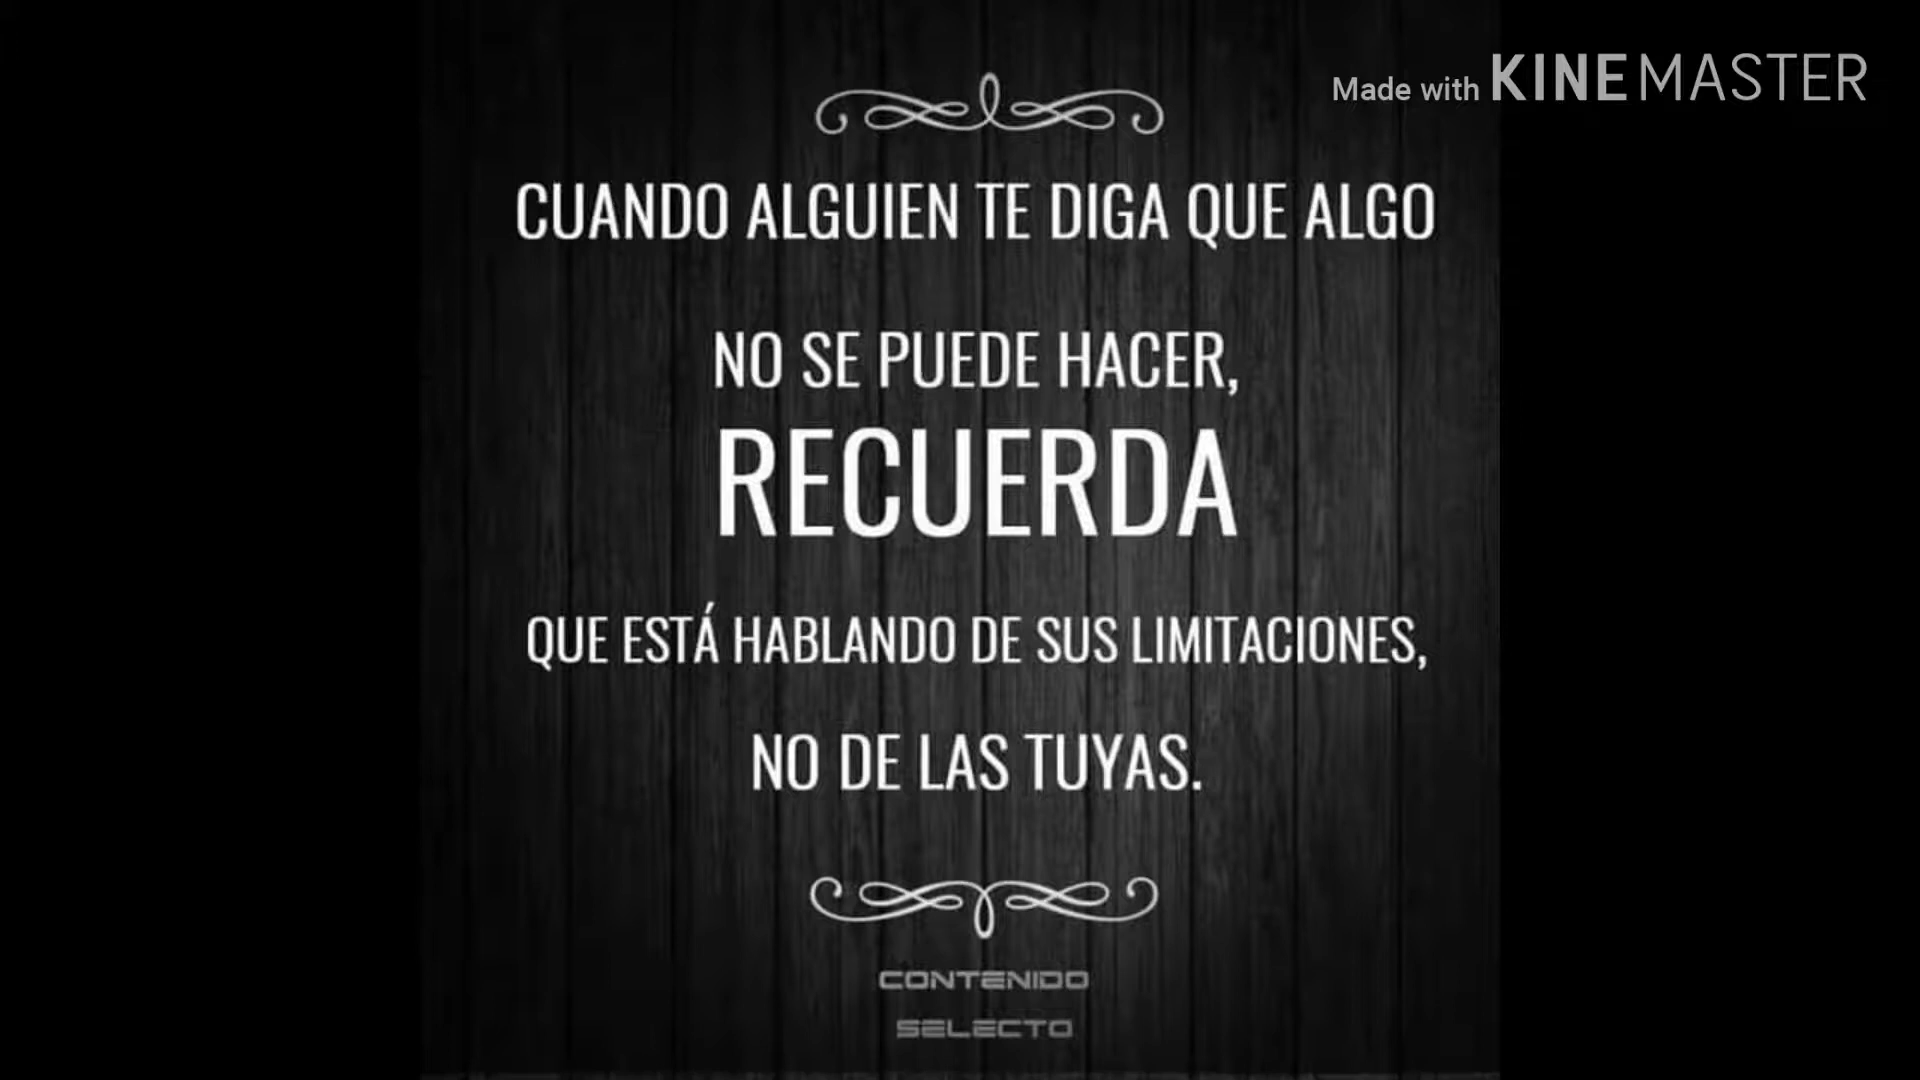 Made with KINEMASTER
CUANDO ALGUIEN TE DIGA QUE ALGO
NO SE PUEDE HACER,
RECUERDA
QUE ESTÁ HABLANDO DE SUS LIMITACIONES,
NO DE LAS TUYAS.
CONTENIDO
SELECTO